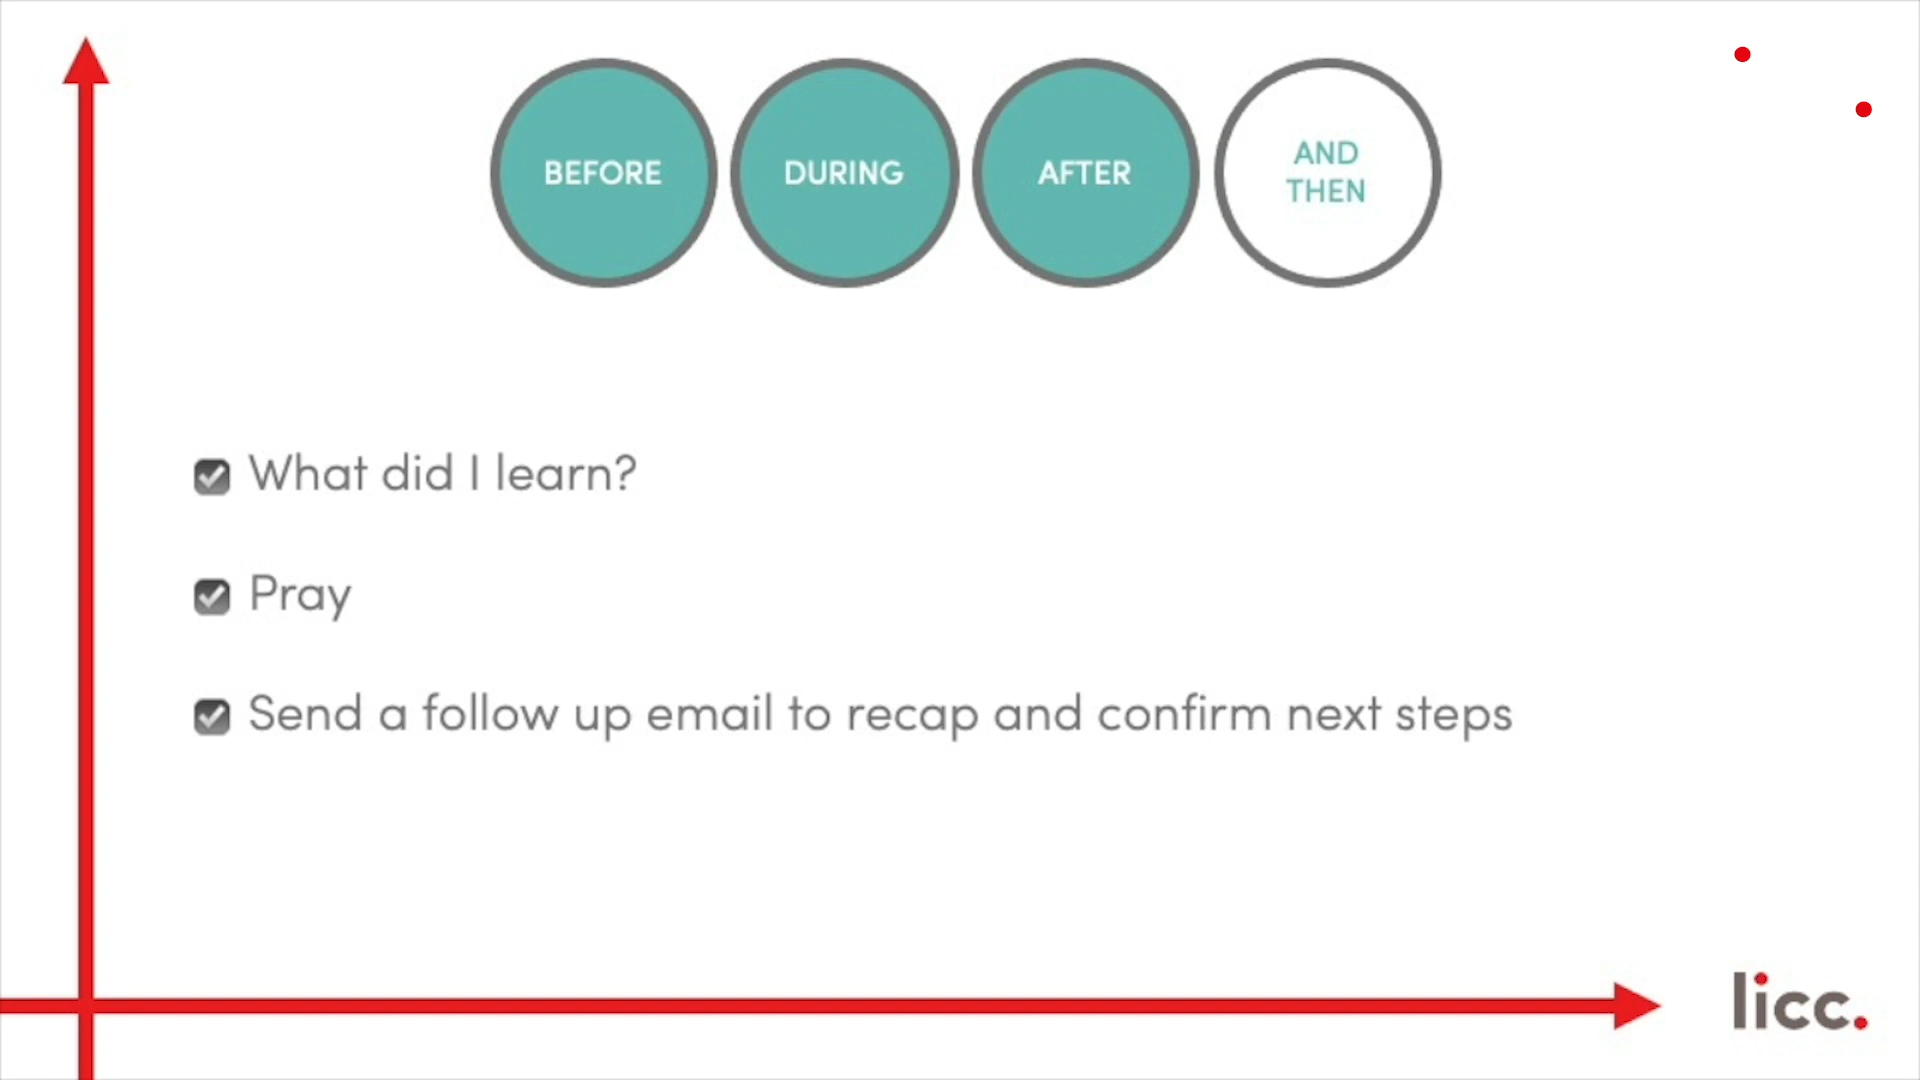 BEFORE
DURING
AFTER
AND
THEN
What did I learn?
Pray
Send a follow up email to recap and confirm next steps
licc.